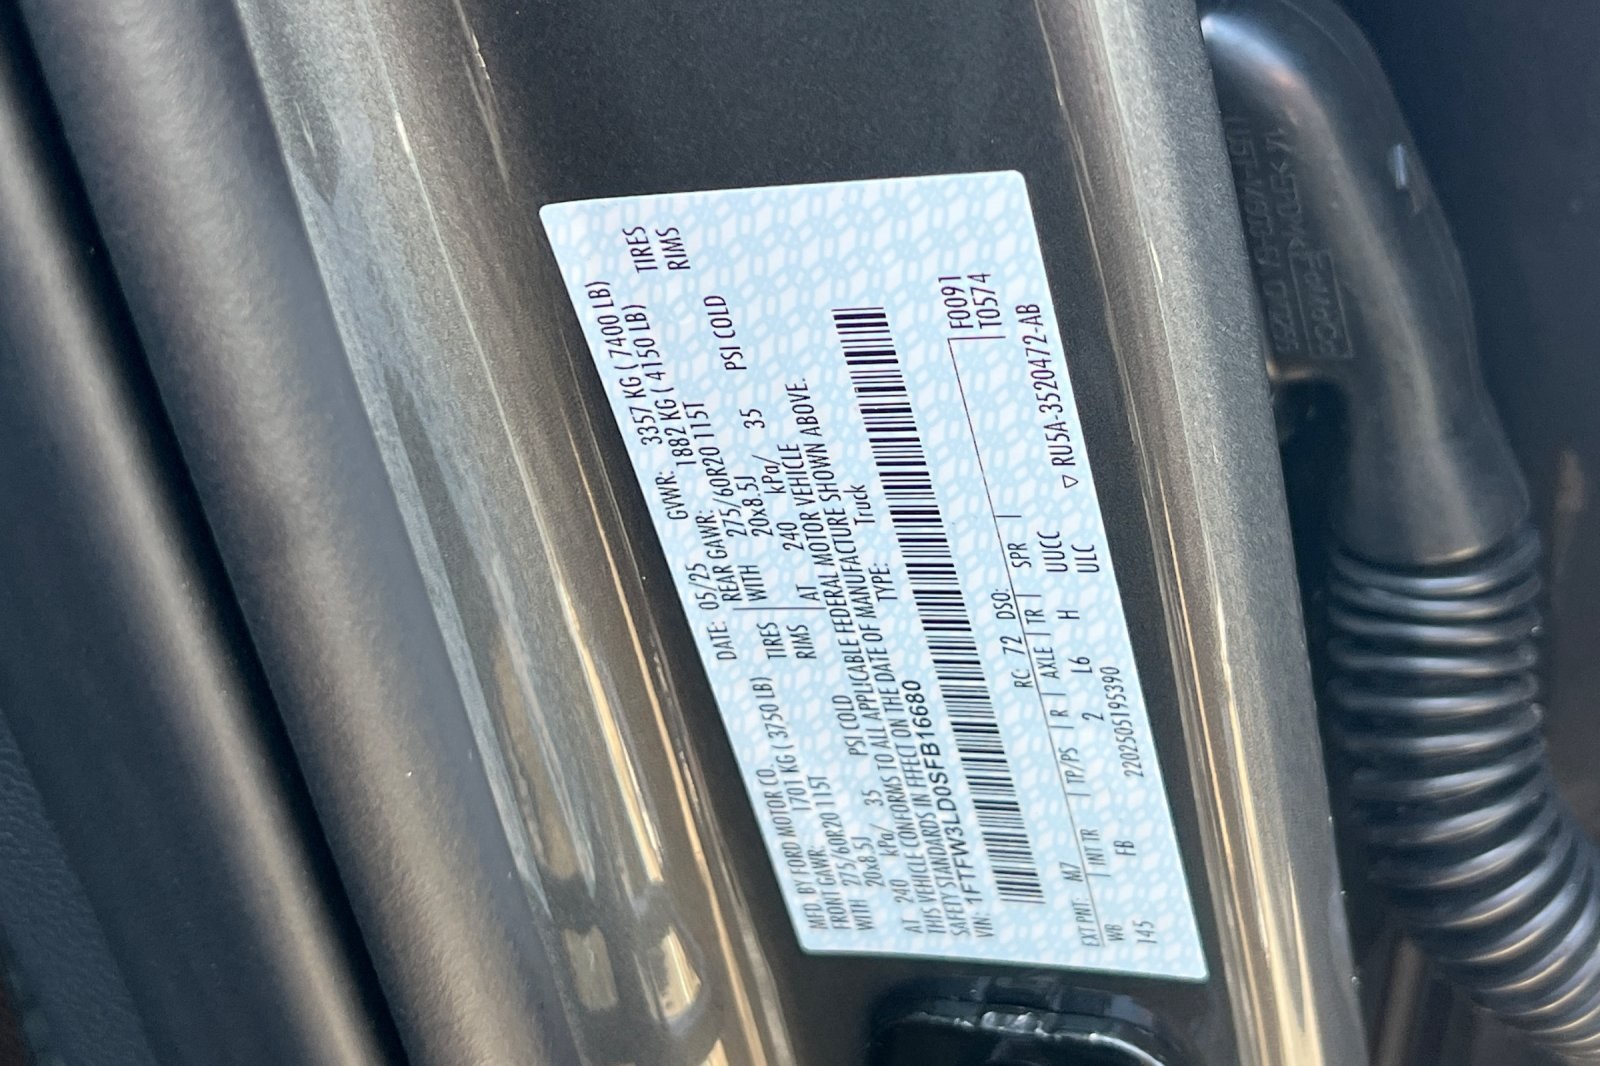 MFD. BY FORD MOTOR CO.
DATE: 05/25 GVWR: 3357 KG ( 7400 LB)
FRONT GAWR: 1701 KG ( 3750 LB) REAR GAWR: 1882 KG ( 4150 LB)
WITH 275/60R20 115T TIRES WITH 275/60R20 115T TIRES
20x8.5J RIMS 20x8.5J RIMS
AT 240 kPa/ 35 PSI COLD AT 240 kPa/ 35 PSI COLD
THIS VEHICLE CONFORMS TO ALL APPLICABLE FEDERAL MOTOR VEHICLE
SAFETY STANDARDS IN EFFECT ON THE DATE OF MANUFACTURE SHOWN ABOVE.
VIN: 1FTFW3LD0SFB16680 TYPE: Truck
F0091
T0574
EXT PNT: M7 RC: 72 DSO:
WB INT TR TP/PS R AXLE TR SPR
145 FB 2 L6 H UUCC
220250519539​0 ULC
▽ RU5A-3520472-AB